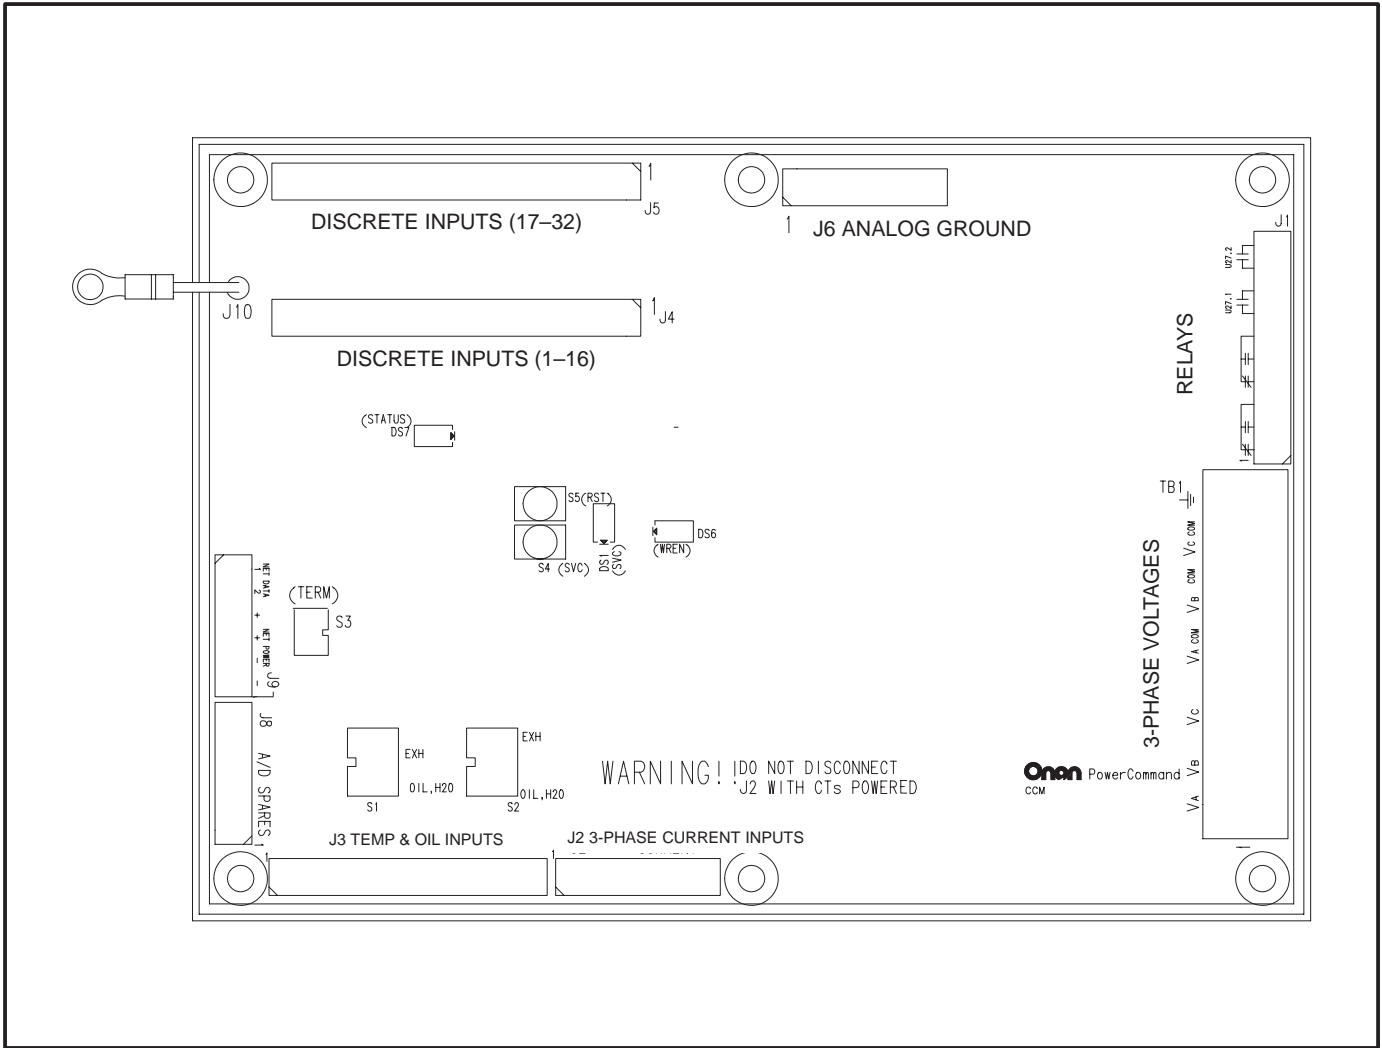 1
J5
DISCRETE INPUTS (17–32)
1
J6 ANALOG GROUND
J1
U27.2
U27.1
RELAYS
1
J10
1
J4
DISCRETE INPUTS (1–16)
(STATUS)
DS7
S5(RST)
S4 (SVC)
DS1
(SVC)
DS6
(WREN)
TB1
3-PHASE VOLTAGES
VC COM
VB COM
VA COM
VC
VB
VA
1
NET DATA
1 2
+ + - -
NET POWER
J9
1
(TERM)
S3
J8
A/D SPARES
1
EXH
OIL,H20
S1
EXH
OIL,H20
S2
WARNING! !DO NOT DISCONNECT
J2 WITH CTs POWERED
Onan PowerCommand
CCM
J3 TEMP & OIL INPUTS
1
J2 3-PHASE CURRENT INPUTS
1